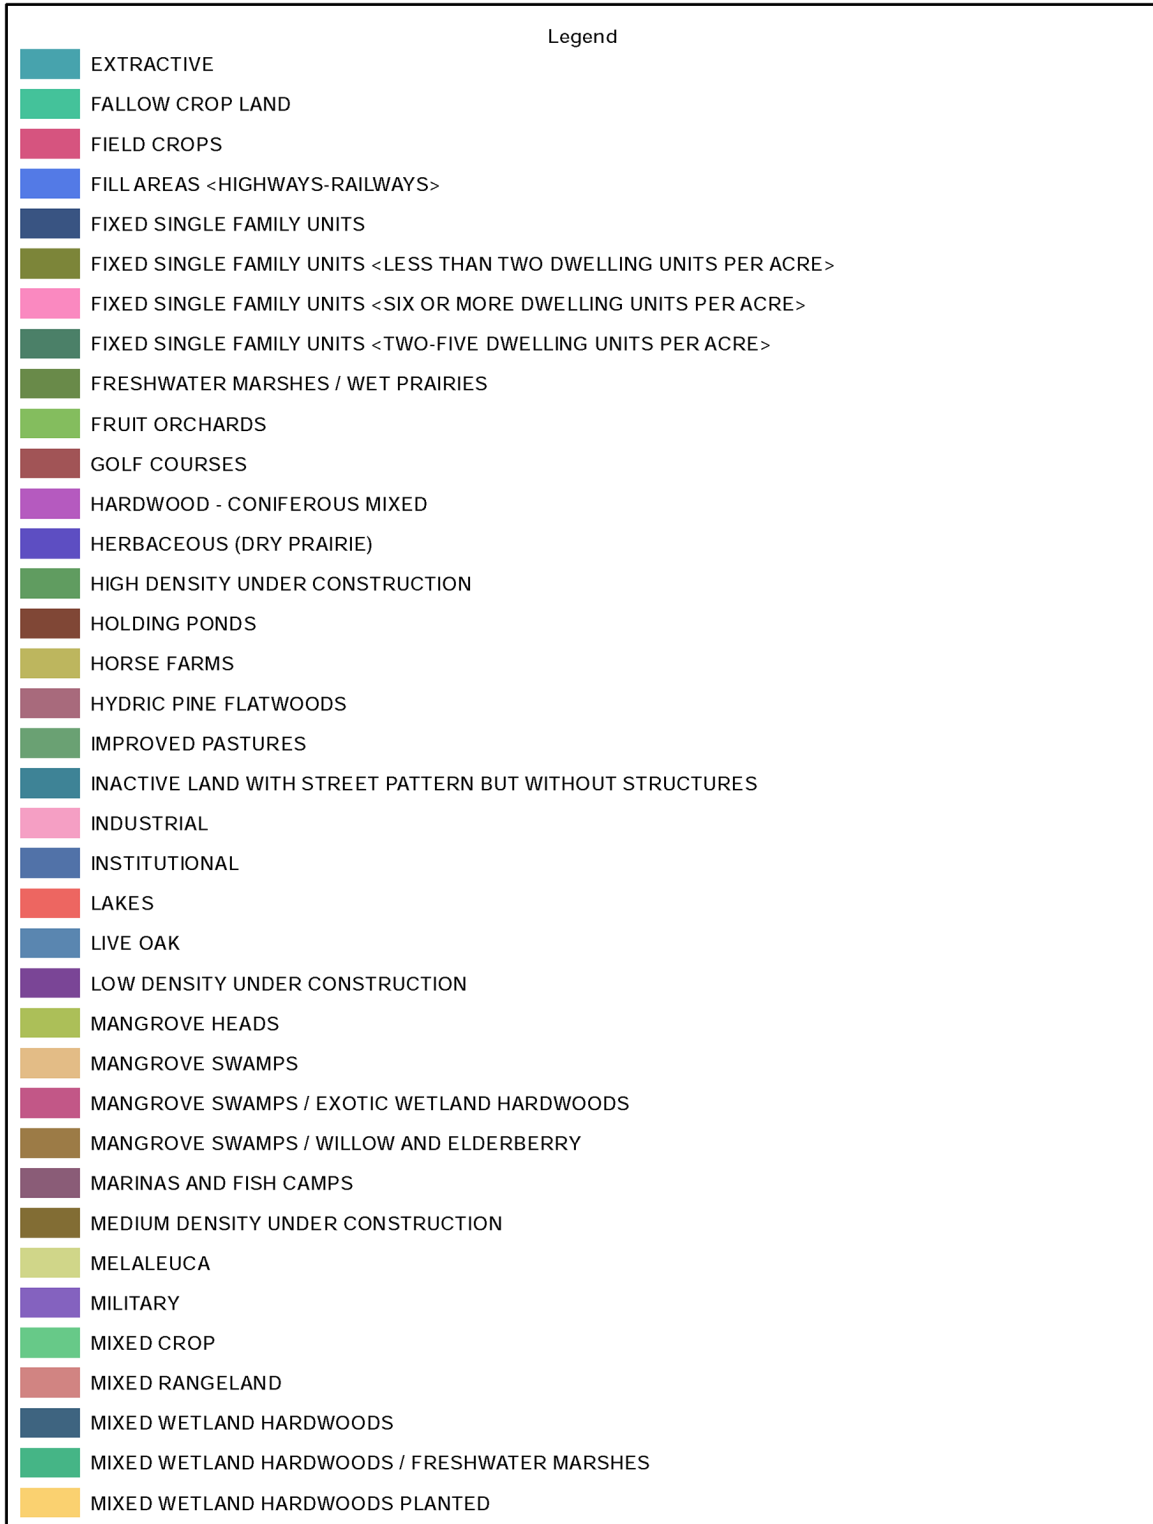 Legend
EXTRACTIVE
FALLOW CROP LAND
FIELD CROPS
FILL AREAS <HIGHWAYS-RAILWAYS>
FIXED SINGLE FAMILY UNITS
FIXED SINGLE FAMILY UNITS <LESS THAN TWO DWELLING UNITS PER ACRE>
FIXED SINGLE FAMILY UNITS <SIX OR MORE DWELLING UNITS PER ACRE>
FIXED SINGLE FAMILY UNITS <TWO-FIVE DWELLING UNITS PER ACRE>
FRESHWATER MARSHES / WET PRAIRIES
FRUIT ORCHARDS
GOLF COURSES
HARDWOOD - CONIFEROUS MIXED
HERBACEOUS (DRY PRAIRIE)
HIGH DENSITY UNDER CONSTRUCTION
HOLDING PONDS
HORSE FARMS
HYDRIC PINE FLATWOODS
IMPROVED PASTURES
INACTIVE LAND WITH STREET PATTERN BUT WITHOUT STRUCTURES
INDUSTRIAL
INSTITUTIONAL
LAKES
LIVE OAK
LOW DENSITY UNDER CONSTRUCTION
MANGROVE HEADS
MANGROVE SWAMPS
MANGROVE SWAMPS / EXOTIC WETLAND HARDWOODS
MANGROVE SWAMPS / WILLOW AND ELDERBERRY
MARINAS AND FISH CAMPS
MEDIUM DENSITY UNDER CONSTRUCTION
MELALEUCA
MILITARY
MIXED CROP
MIXED RANGELAND
MIXED WETLAND HARDWOODS
MIXED WETLAND HARDWOODS / FRESHWATER MARSHES
MIXED WETLAND HARDWOODS PLANTED